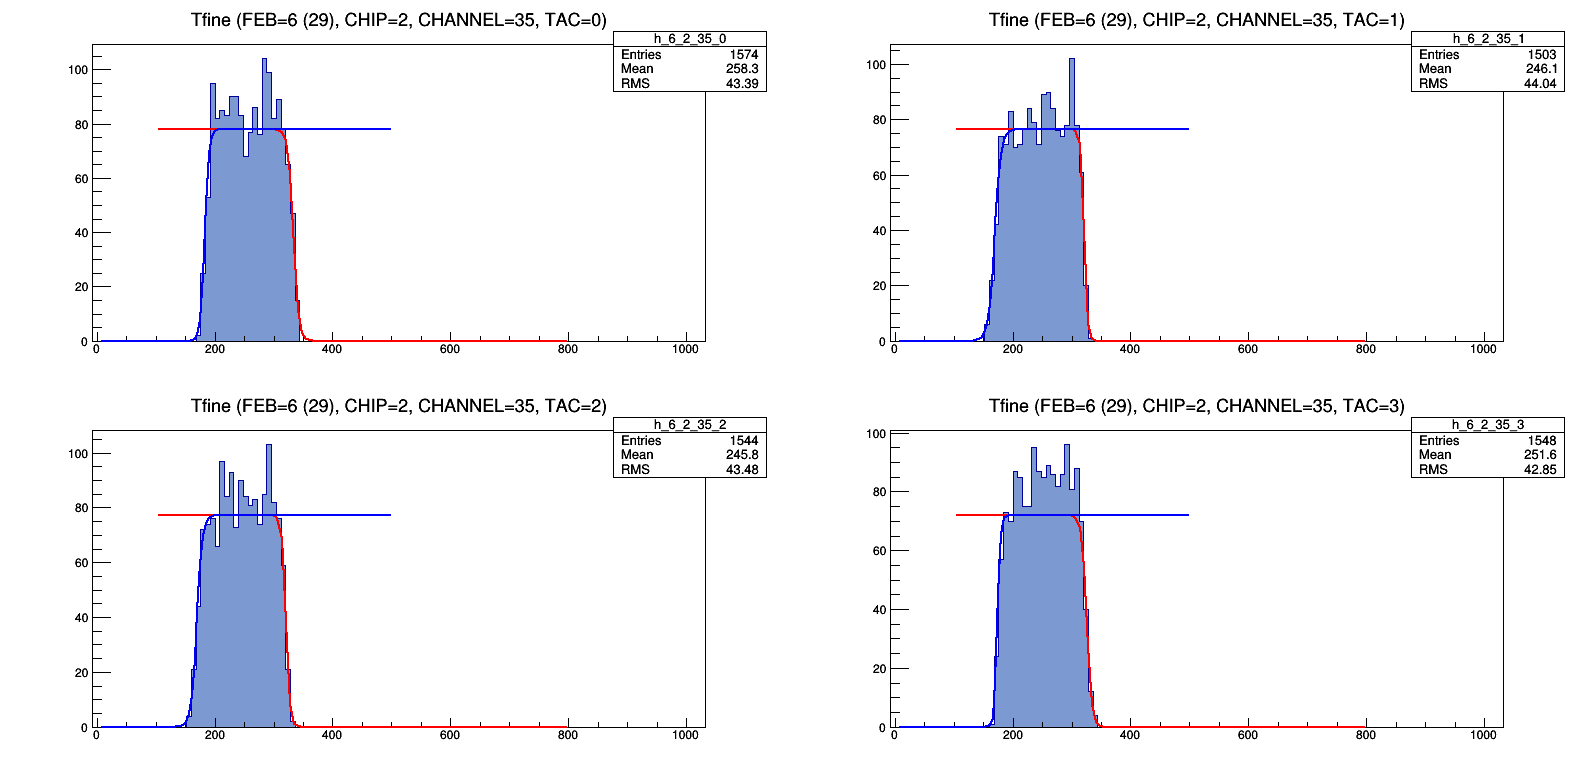 Tfine (FEB=6 (29), CHIP=2, CHANNEL=35, TAC=0)
h_6_2_35_0
Entries 1574
Mean 258.3
RMS 43.39
100
80
60
40
20
0
0 200 400 600 800 1000
Tfine (FEB=6 (29), CHIP=2, CHANNEL=35, TAC=1)
h_6_2_35_1
Entries 1503
Mean 246.1
RMS 44.04
100
80
60
40
20
0
0 200 400 600 800 1000
Tfine (FEB=6 (29), CHIP=2, CHANNEL=35, TAC=2)
h_6_2_35_2
Entries 1544
Mean 245.8
RMS 43.48
100
80
60
40
20
0
0 200 400 600 800 1000
Tfine (FEB=6 (29), CHIP=2, CHANNEL=35, TAC=3)
h_6_2_35_3
Entries 1548
Mean 251.6
RMS 42.85
100
80
60
40
20
0
0 200 400 600 800 1000